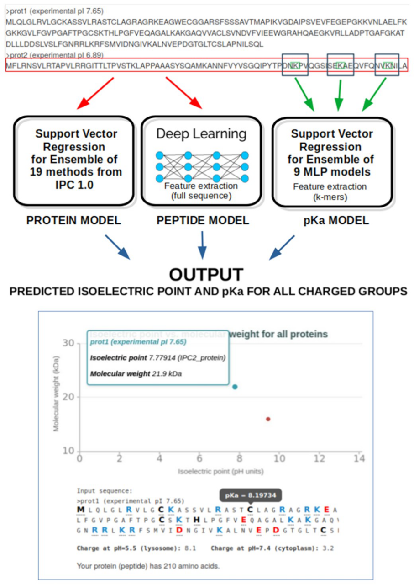 >prot1 (experimental pI 7.65)
MLQLGLRVLGCKASSVLRASTCLAGRAGRKEAGWECGGARSFSSSAVTMAPIKVGDAIPSVEVFEGEPGKKVNLAELFK
GKKGVLFGVPGAFTPGCSKTHLPGFVEQAGALKAKGAQVVACLSVNDVFVIEEWGRAHQAEGKVRLLADPTGAFGKAT
DLLLDDSLVSLFGNRRLKRFSMVIDNGIVKALNVEPDGTGLTCSLAPNILSQL
>prot2 (experimental pI 6.89)
MFLRNSVLRTAPVLRRGITTLTPVSTKLAPPAAASYSQAMKANNFVYVSGQIPYTPDNKPVQGSISEKAEQVFQNVKNILA
Support Vector
Regression
for Ensemble of
19 methods from
IPC 1.0
Deep Learning
Feature extraction
(full sequence)
Support Vector
Regression
for Ensemble of
9 MLP models
Feature extraction
(k-mers)
PROTEIN MODEL
PEPTIDE MODEL
pKa MODEL
OUTPUT
PREDICTED ISOELECTRIC POINT AND pKa FOR ALL CHARGED GROUPS
weight for all proteins
prot1 (experimental pI 7.65)
Isoelectric point 7.77914 (IPC2_protein)
Molecular weight 21.9 kDa
Molecular weight (kDa)
30
20
10
0 2 4 6 8 10 12 14
Isoelectric point (pH units)
Input sequence:
>prot1 (experimental pI 7.65)
pKa = 8.19734
MLQLGLRVLGCKASSVLRASTCLAGRAGRKEA
LFGVPGAFTPGCSKTHLPGFVEQAGALKAKGAQV
GNRRLKRFSMVIDNGIVKALNVEPDGTGLTCS
Charge at pH=5.5 (lysosome): 8.1 Charge at pH=7.4 (cytoplasm): 3.2
Your protein (peptide) has 210 amino acids.